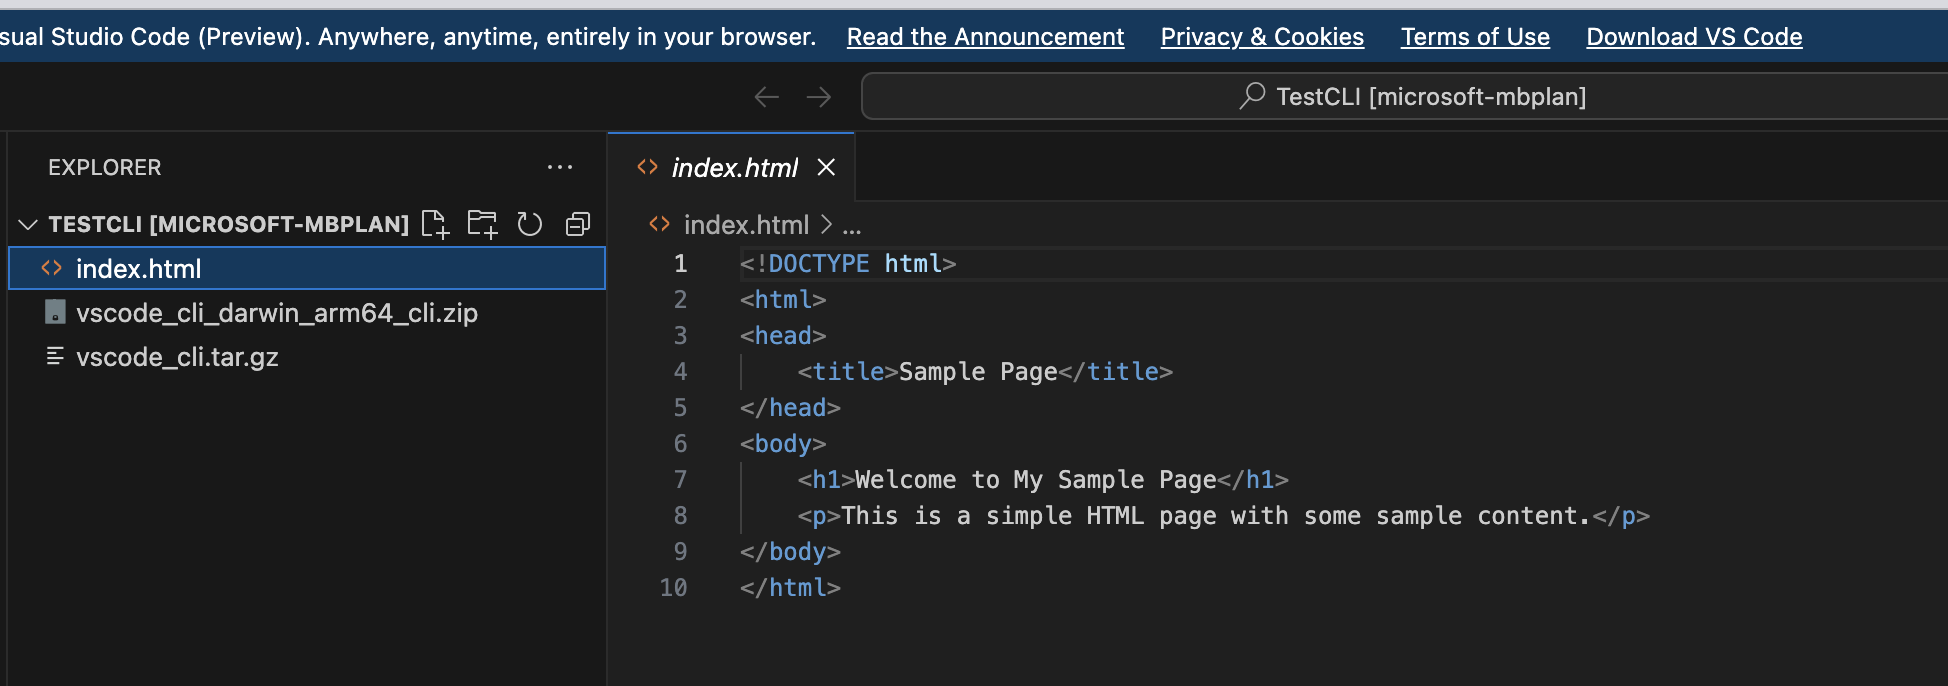 sual Studio Code (Preview). Anywhere, anytime, entirely in your browser. Read the Announcement Privacy & Cookies Terms of Use Download VS Code
TestCLI [microsoft-mbplan]
EXPLORER
TESTCLI [MICROSOFT-MBPLAN]
index.html
vscode_cli_darwin_arm64_cli.zip
vscode_cli.tar.gz
index.html
index.html > ...
1 <!DOCTYPE html>
2 <html>
3 <head>
4 <title>Sample Page</title>
5 </head>
6 <body>
7 <h1>Welcome to My Sample Page</h1>
8 <p>This is a simple HTML page with some sample content.</p>
9 </body>
10 </html>